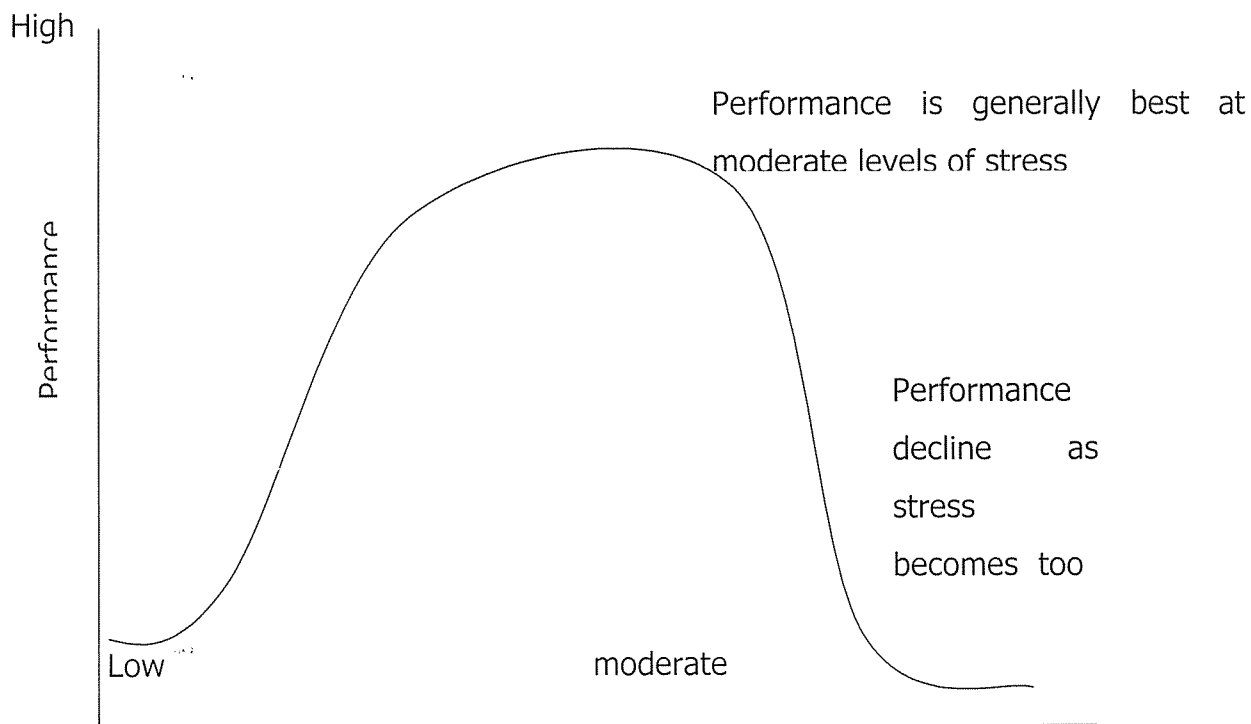 High
Performance is generally best at
moderate levels of stress
Performance
Performance
decline as
stress
becomes too
Low
moderate